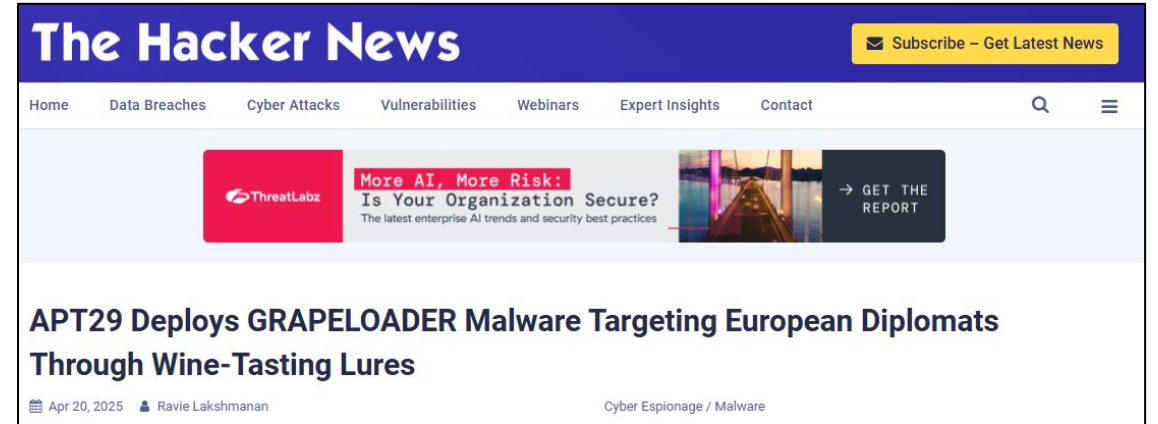 The Hacker News
Subscribe – Get Latest News
Home Data Breaches Cyber Attacks Vulnerabilities Webinars Expert Insights Contact
ThreatLabz
More AI, More Risk:
Is Your Organization Secure?
The latest enterprise AI trends and security best practices
→ GET THE
REPORT
APT29 Deploys GRAPELOADER Malware Targeting European Diplomats
Through Wine-Tasting Lures
Apr 20, 2025 Ravie Lakshmanan Cyber Espionage / Malware